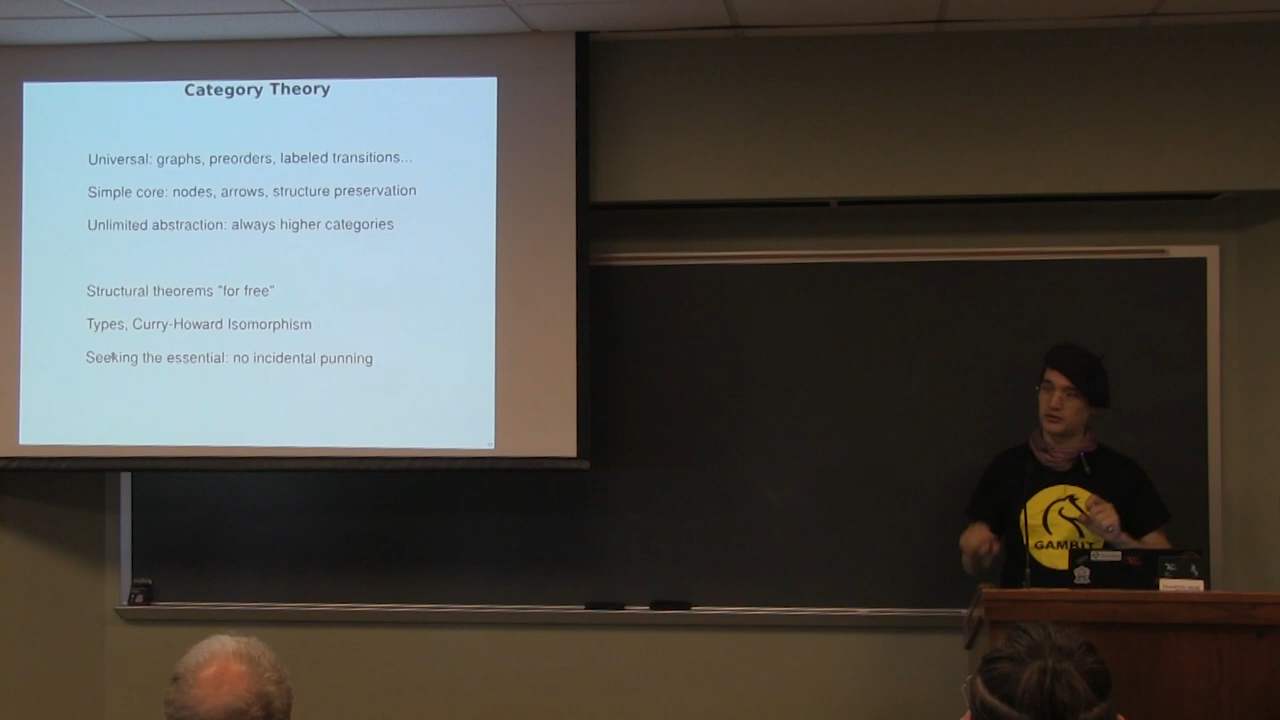 Category Theory
Universal: graphs, preorders, labeled transitions...
Simple core: nodes, arrows, structure preservation
Unlimited abstraction: always higher categories
Structural theorems "for free"
Types, Curry-Howard Isomorphism
Seeking the essential: no incidental punning
GAMBIT